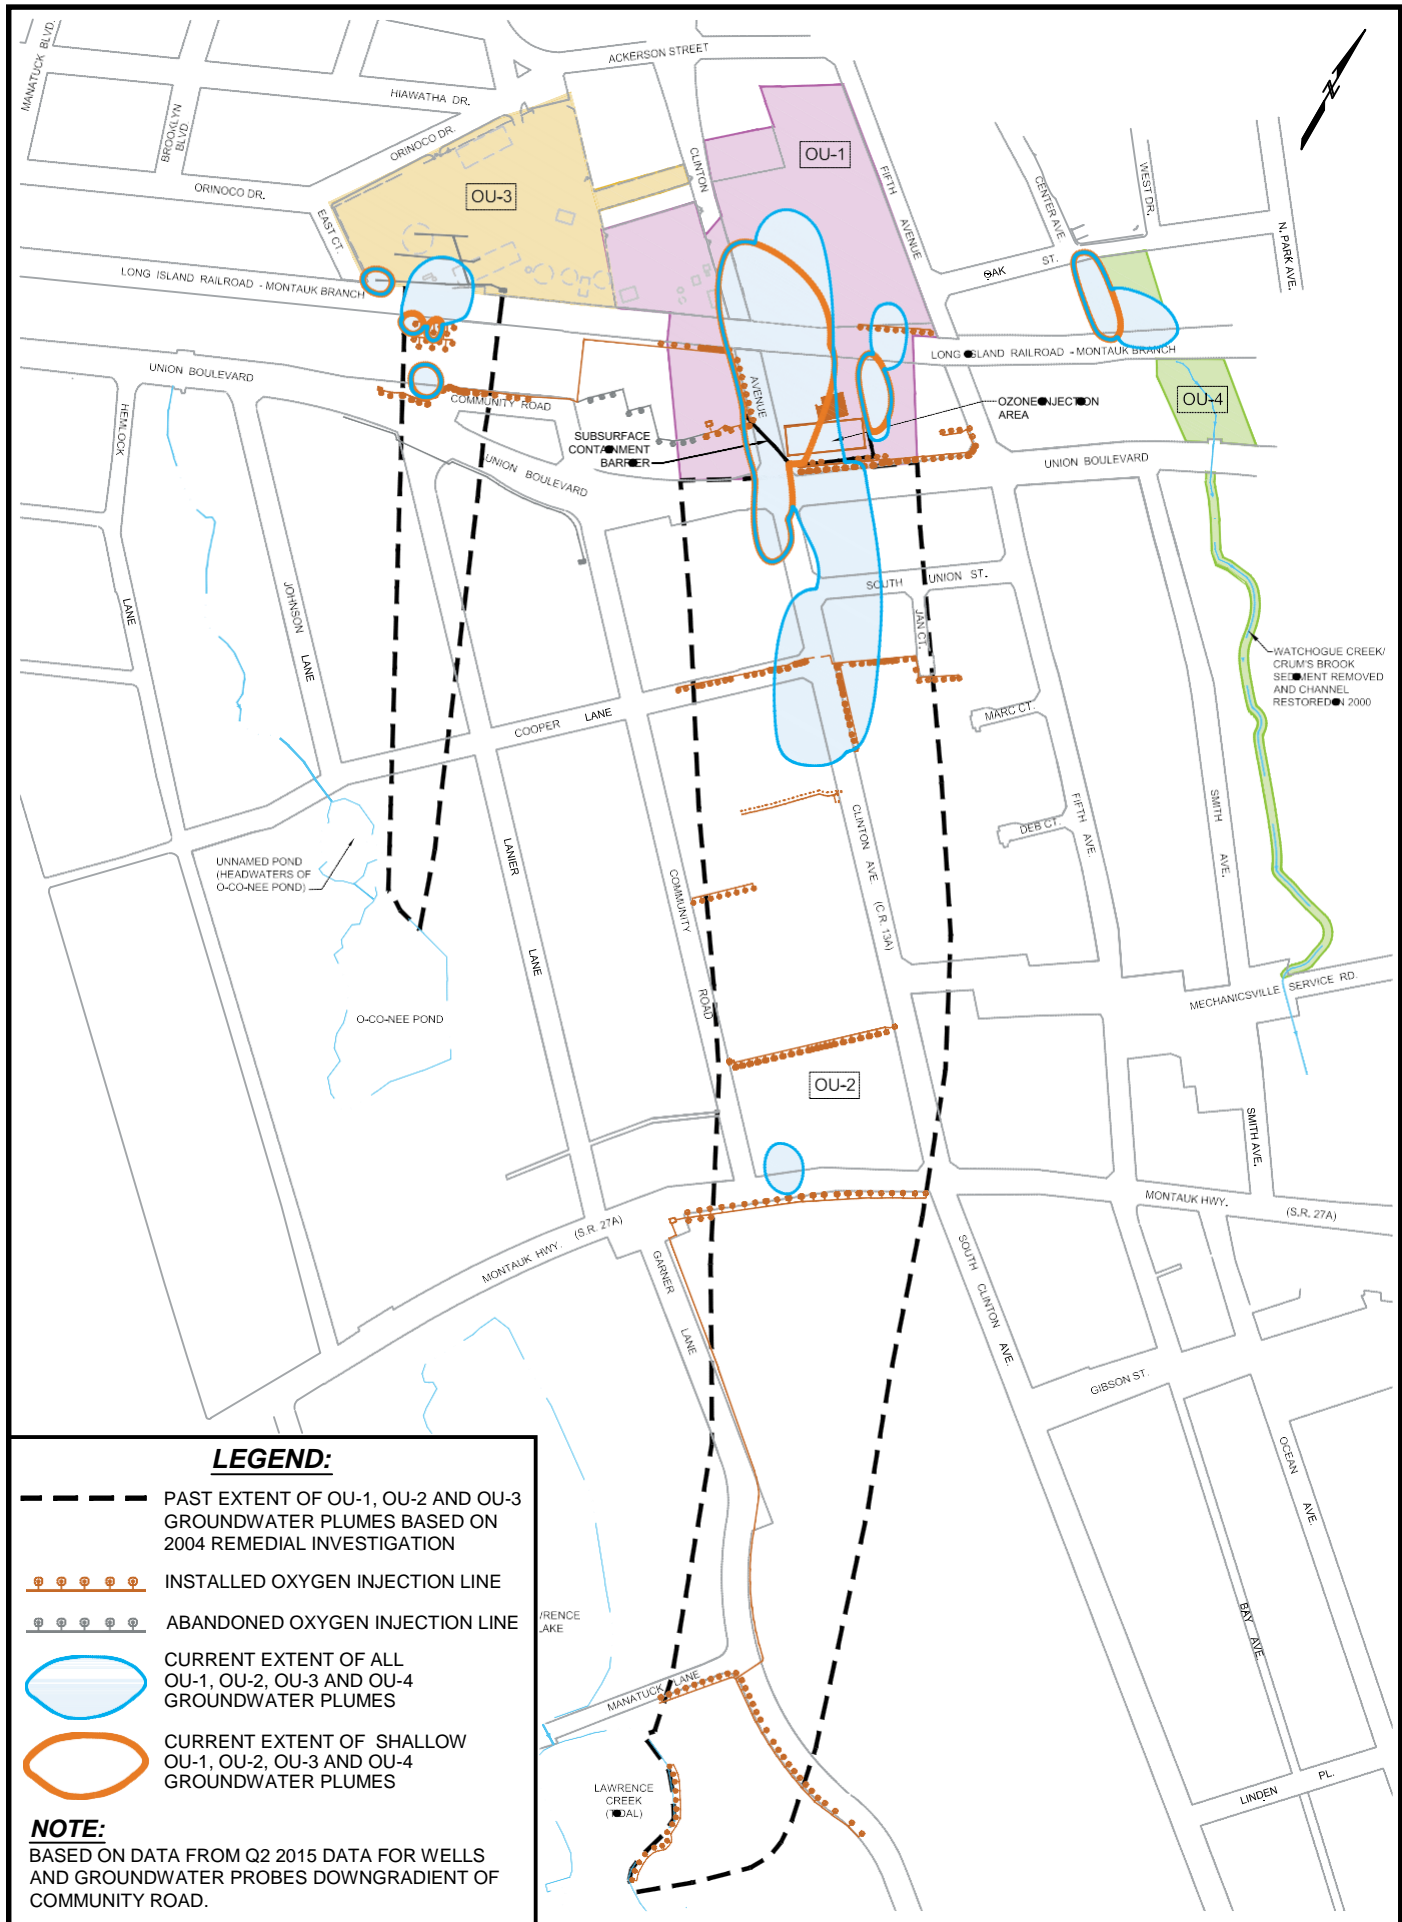 MANATUCK BLVD.
BROOKLYN
BLVD.
HIAWATHA DR.
ACKERSON STREET
ORINOCO DR.
ORINOCO DR.
EAST CT.
OU-3
CLINTON
OU-1
FIFTH
AVENUE
CENTER AVE.
WEST DR.
N. PARK AVE.
OAK ST.
N
LONG ISLAND RAILROAD - MONTAUK BRANCH
LONG ISLAND RAILROAD - MONTAUK BRANCH
UNION BOULEVARD
AVENUE
COMMUNITY ROAD
OZONE INJECTION
AREA
OU-4
HEMLOCK
LANE
SUBSURFACE
CONTAINMENT
BARRIER
UNION BOULEVARD
UNION BOULEVARD
JOHNSON
LANE
SOUTH UNION ST.
JAN CT.
WATCHOGUE CREEK/
CRUM'S BROOK
SEDIMENT REMOVED
AND CHANNEL
RESTORED IN 2000
COOPER LANE
MARC CT.
DEB CT.
FIFTH AVE.
SMITH AVE.
UNNAMED POND
(HEADWATERS OF
O-CO-NEE POND)
LANIER
LANE
COMMUNITY
ROAD
CLINTON AVE. (C.R. 13A)
O-CO-NEE POND
MECHANICSVILLE SERVICE RD.
OU-2
SMITH AVE.
MONTAUK HWY. (S.R. 27A)
MONTAUK HWY. (S.R. 27A)
GARNER
LANE
SOUTH CLINTON AVE.
GIBSON ST.
OCEAN AVE.
BAY AVE.
LINDEN PL.
MANATUCK LANE
LAWRENCE
CREEK
(TIDAL)
RENCE
AKE
LEGEND:
PAST EXTENT OF OU-1, OU-2 AND OU-3
GROUNDWATER PLUMES BASED ON
2004 REMEDIAL INVESTIGATION
INSTALLED OXYGEN INJECTION LINE
ABANDONED OXYGEN INJECTION LINE
CURRENT EXTENT OF ALL
OU-1, OU-2, OU-3 AND OU-4
GROUNDWATER PLUMES
CURRENT EXTENT OF SHALLOW
OU-1, OU-2, OU-3 AND OU-4
GROUNDWATER PLUMES
NOTE:
BASED ON DATA FROM Q2 2015 DATA FOR WELLS
AND GROUNDWATER PROBES DOWNGRADIENT OF
COMMUNITY ROAD.